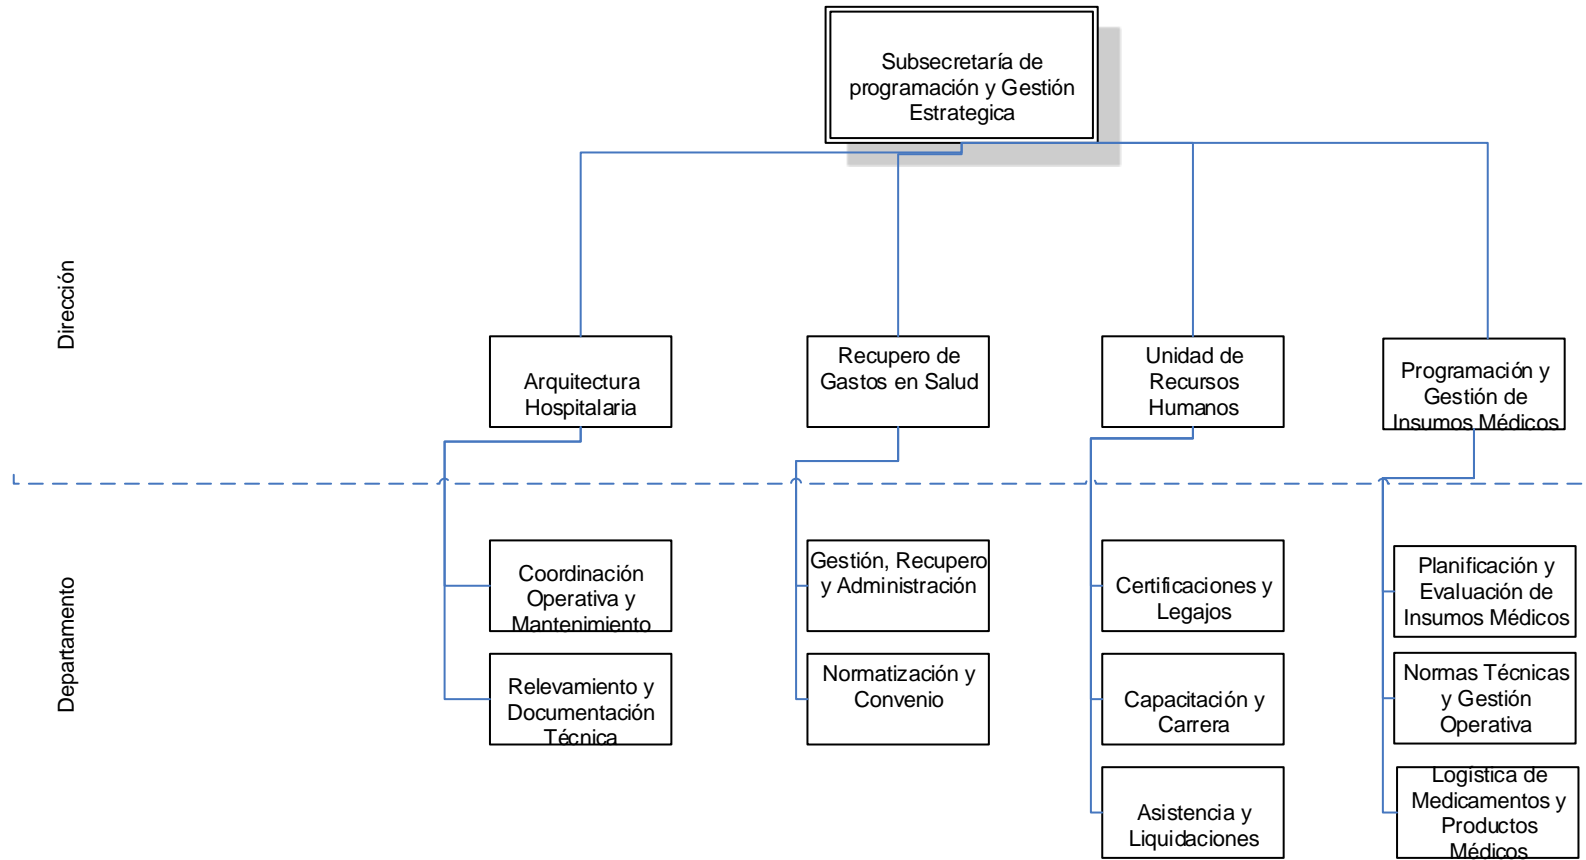 Subsecretaría de
programación y Gestión
Estrategica
Dirección
Arquitectura
Hospitalaria
Recupero de
Gastos en Salud
Unidad de
Recursos
Humanos
Programación y
Gestión de
Insumos Médicos
Departamento
Coordinación
Operativa y
Mantenimiento
Relevamiento y
Documentación
Técnica
Gestión, Recupero
y Administración
Normatización y
Convenio
Certificaciones y
Legajos
Capacitación y
Carrera
Asistencia y
Liquidaciones
Planificación y
Evaluación de
Insumos Médicos
Normas Técnicas
y Gestión
Operativa
Logística de
Medicamentos y
Productos
Médicos